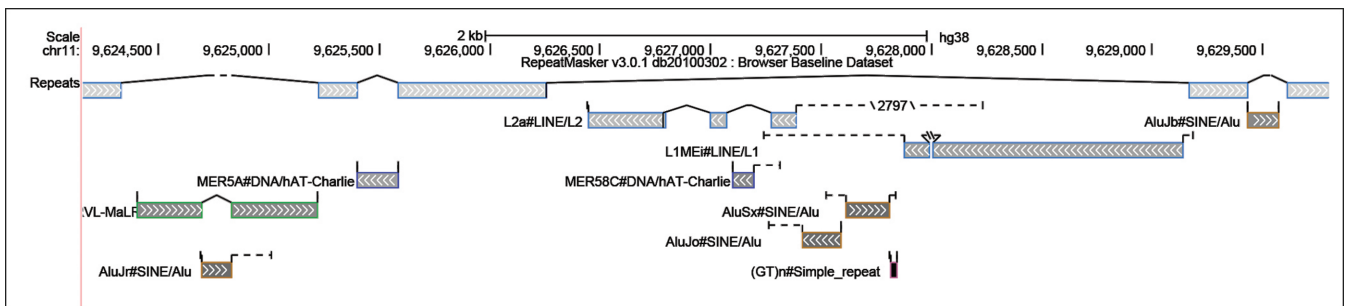 Scale 2 kb hg38
chr11: 9,624,500 9,625,000 9,625,500 9,626,000 9,626,500 9,627,000 9,627,500 9,628,000 9,628,500 9,629,000 9,629,500
RepeatMasker v3.0.1 db20100302 : Browser Baseline Dataset
Repeats
2797
L2a#LINE/L2
AluJb#SINE/Alu
L1MEi#LINE/L1
MER5A#DNA/hAT-Charlie
MER58C#DNA/hAT-Charlie
VL-MaLR
AluSx#SINE/Alu
AluJo#SINE/Alu
AluJr#SINE/Alu
(GT)n#Simple_repeat